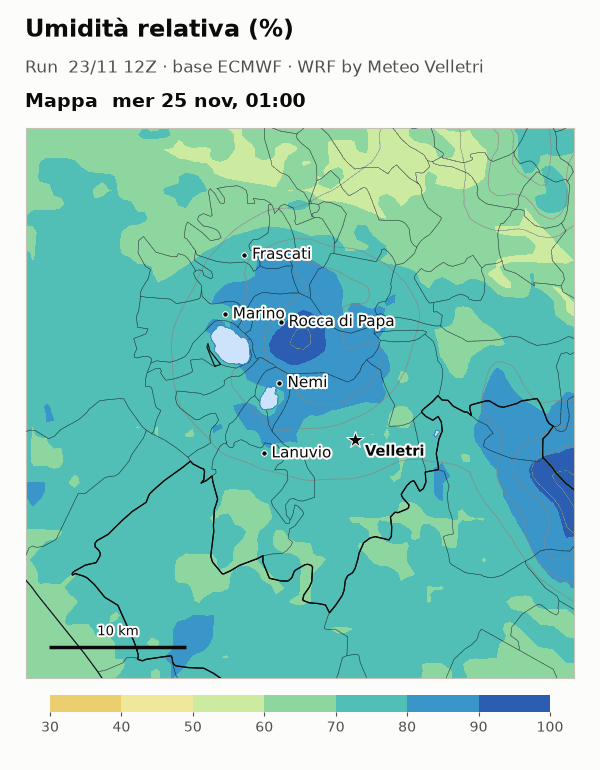 Umidità relativa (%)
Run  23/11 12Z · base ECMWF · WRF by Meteo Velletri
Mappa  mer 25 nov, 01:00
Frascati
Marino
Rocca di Papa
Nemi
Velletri
Lanuvio
10 km
30 40 50 60 70 80 90 100